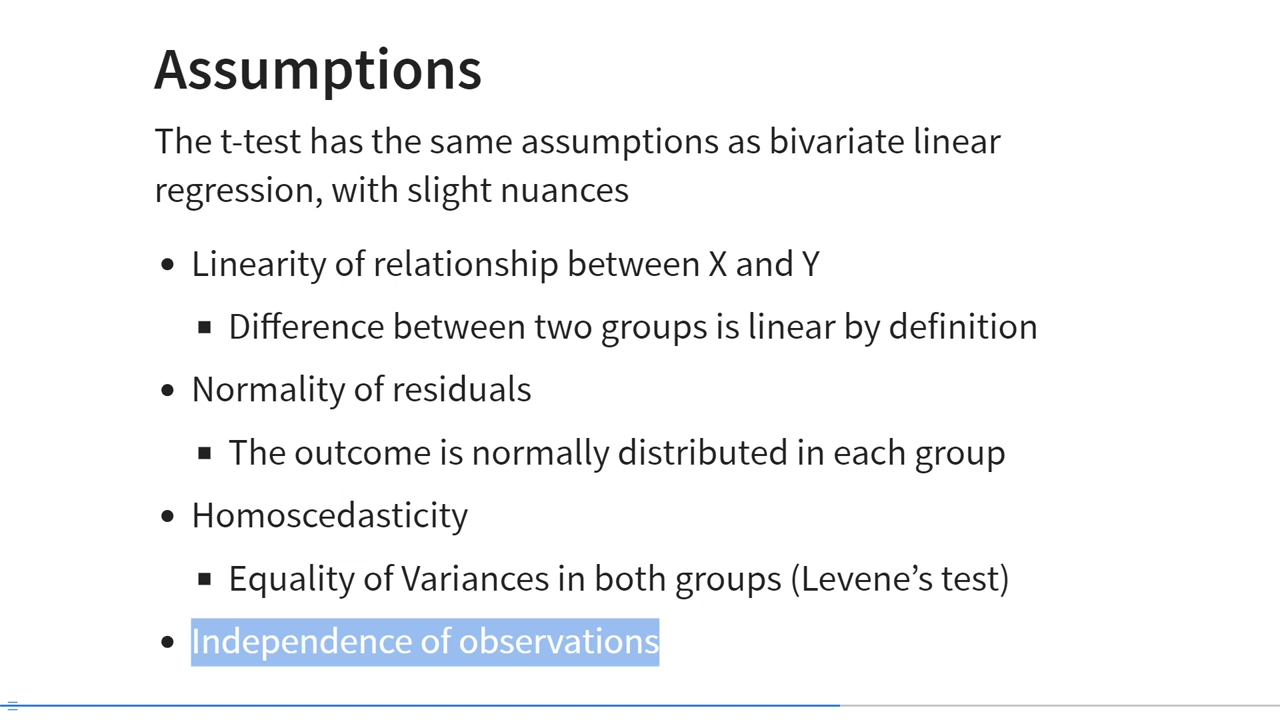 Assumptions
The t-test has the same assumptions as bivariate linear
regression, with slight nuances
• Linearity of relationship between X and Y
▪ Difference between two groups is linear by definition
• Normality of residuals
▪ The outcome is normally distributed in each group
• Homoscedasticity
▪ Equality of Variances in both groups (Levene’s test)
• Independence of observations